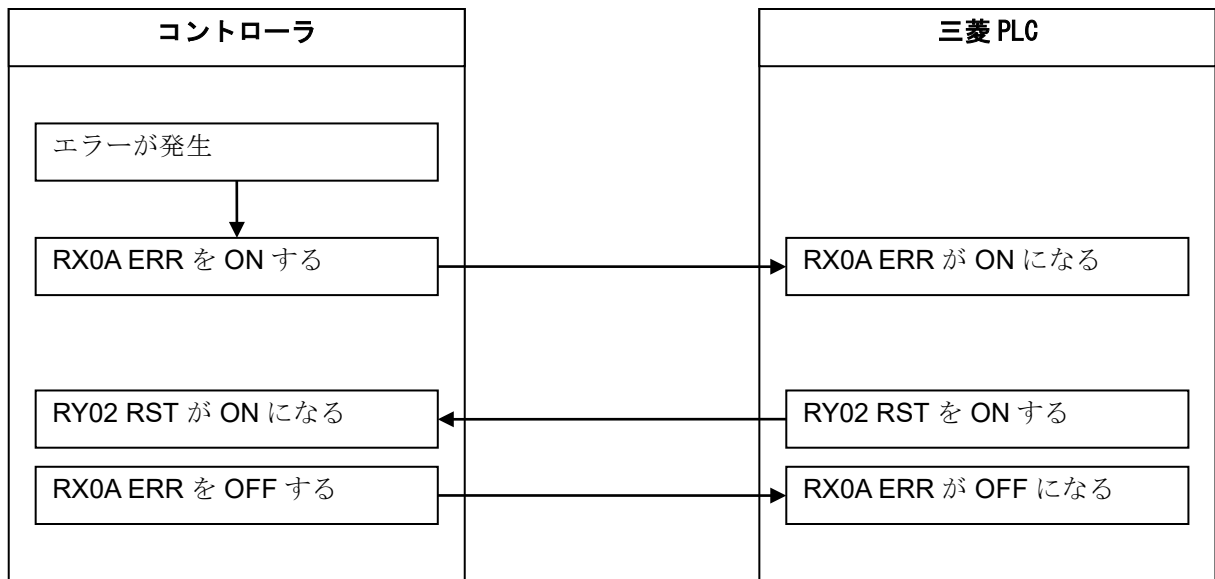 コントローラ
三菱 PLC
エラーが発生
RX0A ERR を ON する
RX0A ERR が ON になる
RY02 RST が ON になる
RY02 RST を ON する
RX0A ERR を OFF する
RX0A ERR が OFF になる